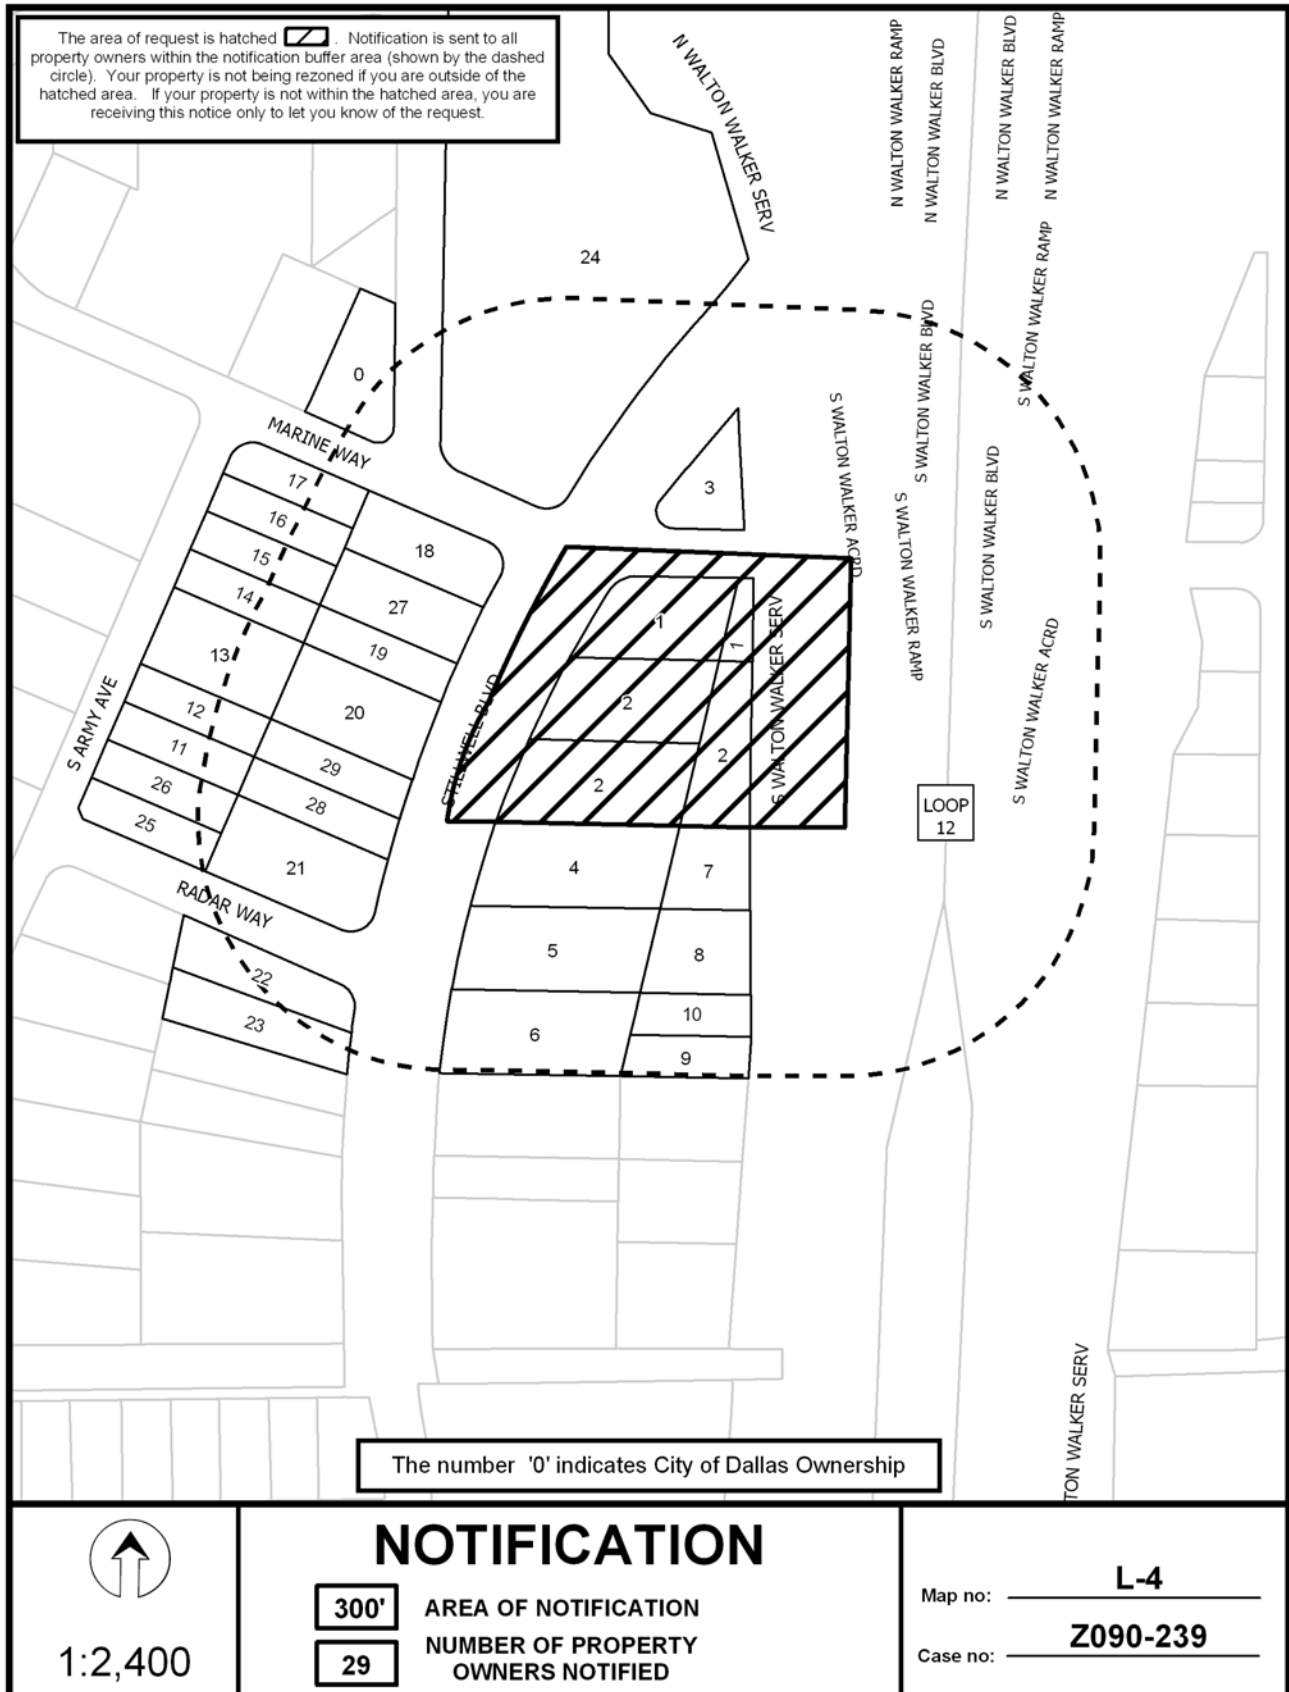 The area of request is hatched . Notification is sent to all
property owners within the notification buffer area (shown by the dashed
circle). Your property is not being rezoned if you are outside of the
hatched area. If your property is not within the hatched area, you are
receiving this notice only to let you know of the request.
N WALTON WALKER SERV
N WALTON WALKER RAMP
N WALTON WALKER BLVD
N WALTON WALKER BLVD
N WALTON WALKER RAMP
24
S WALTON WALKER RAMP
S WALTON WALKER BLVD
0
MARINE WAY
S WALTON WALKER ACRD
S WALTON WALKER RAMP
S WALTON WALKER BLVD
17
3
16
18
15
14
27
1
1
S WALTON WALKER SERV
S WALTON WALKER ACRD
19
13
2
12
20
S ARMY AVE
STILLWELL BLVD
11
29
2
26
2
28
25
LOOP
12
21
4
7
RADAR WAY
5
8
22
23
10
6
9
TON WALKER SERV
The number '0' indicates City of Dallas Ownership
1:2,400
NOTIFICATION
300' AREA OF NOTIFICATION
29 NUMBER OF PROPERTY
OWNERS NOTIFIED
Map no: L-4
Case no: Z090-239